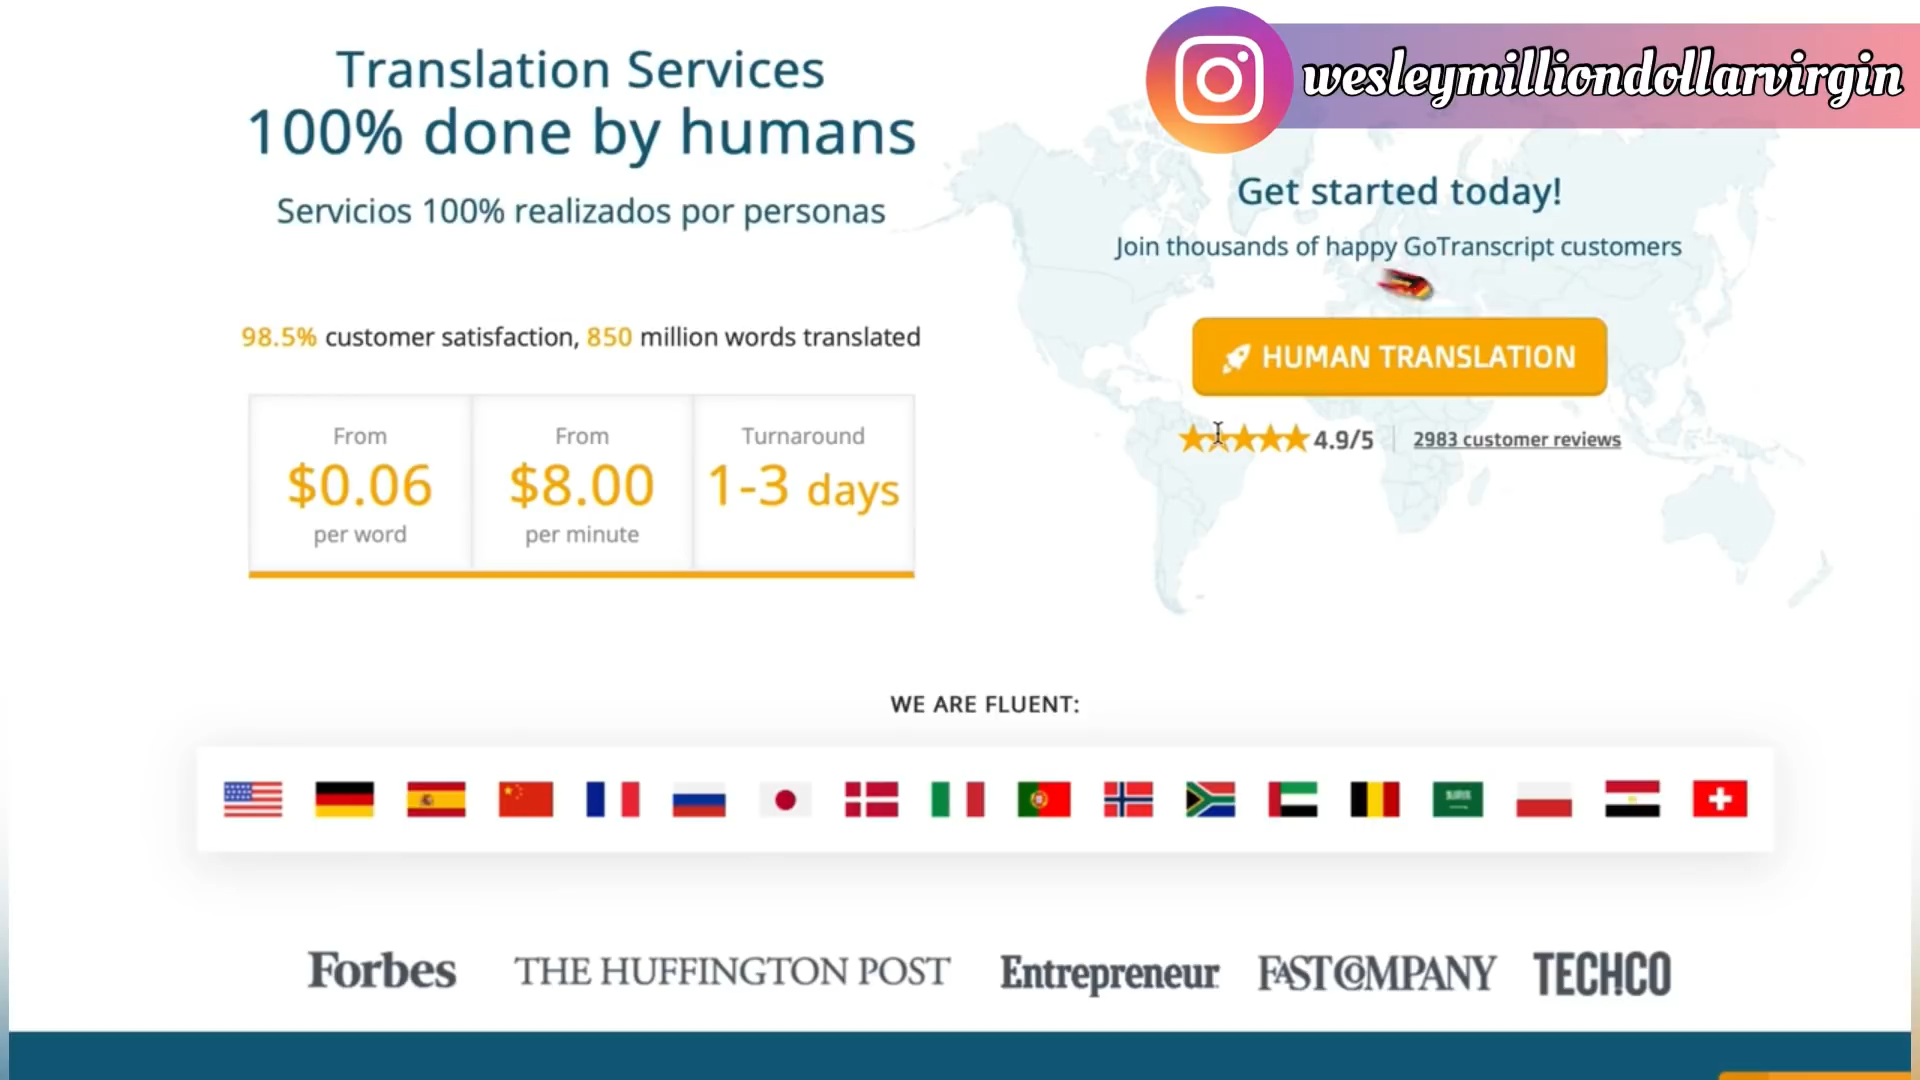 wesleymilliondollarvirgin
Translation Services
100% done by humans
Servicios 100% realizados por personas
98.5% customer satisfaction, 850 million words translated
From
$0.06
per word
From
$8.00
per minute
Turnaround
1-3 days
Get started today!
Join thousands of happy GoTranscript customers
HUMAN TRANSLATION
4.9/5
2983 customer reviews
WE ARE FLUENT:
Forbes
THE HUFFINGTON POST
Entrepreneur
FAST COMPANY
TECHCO